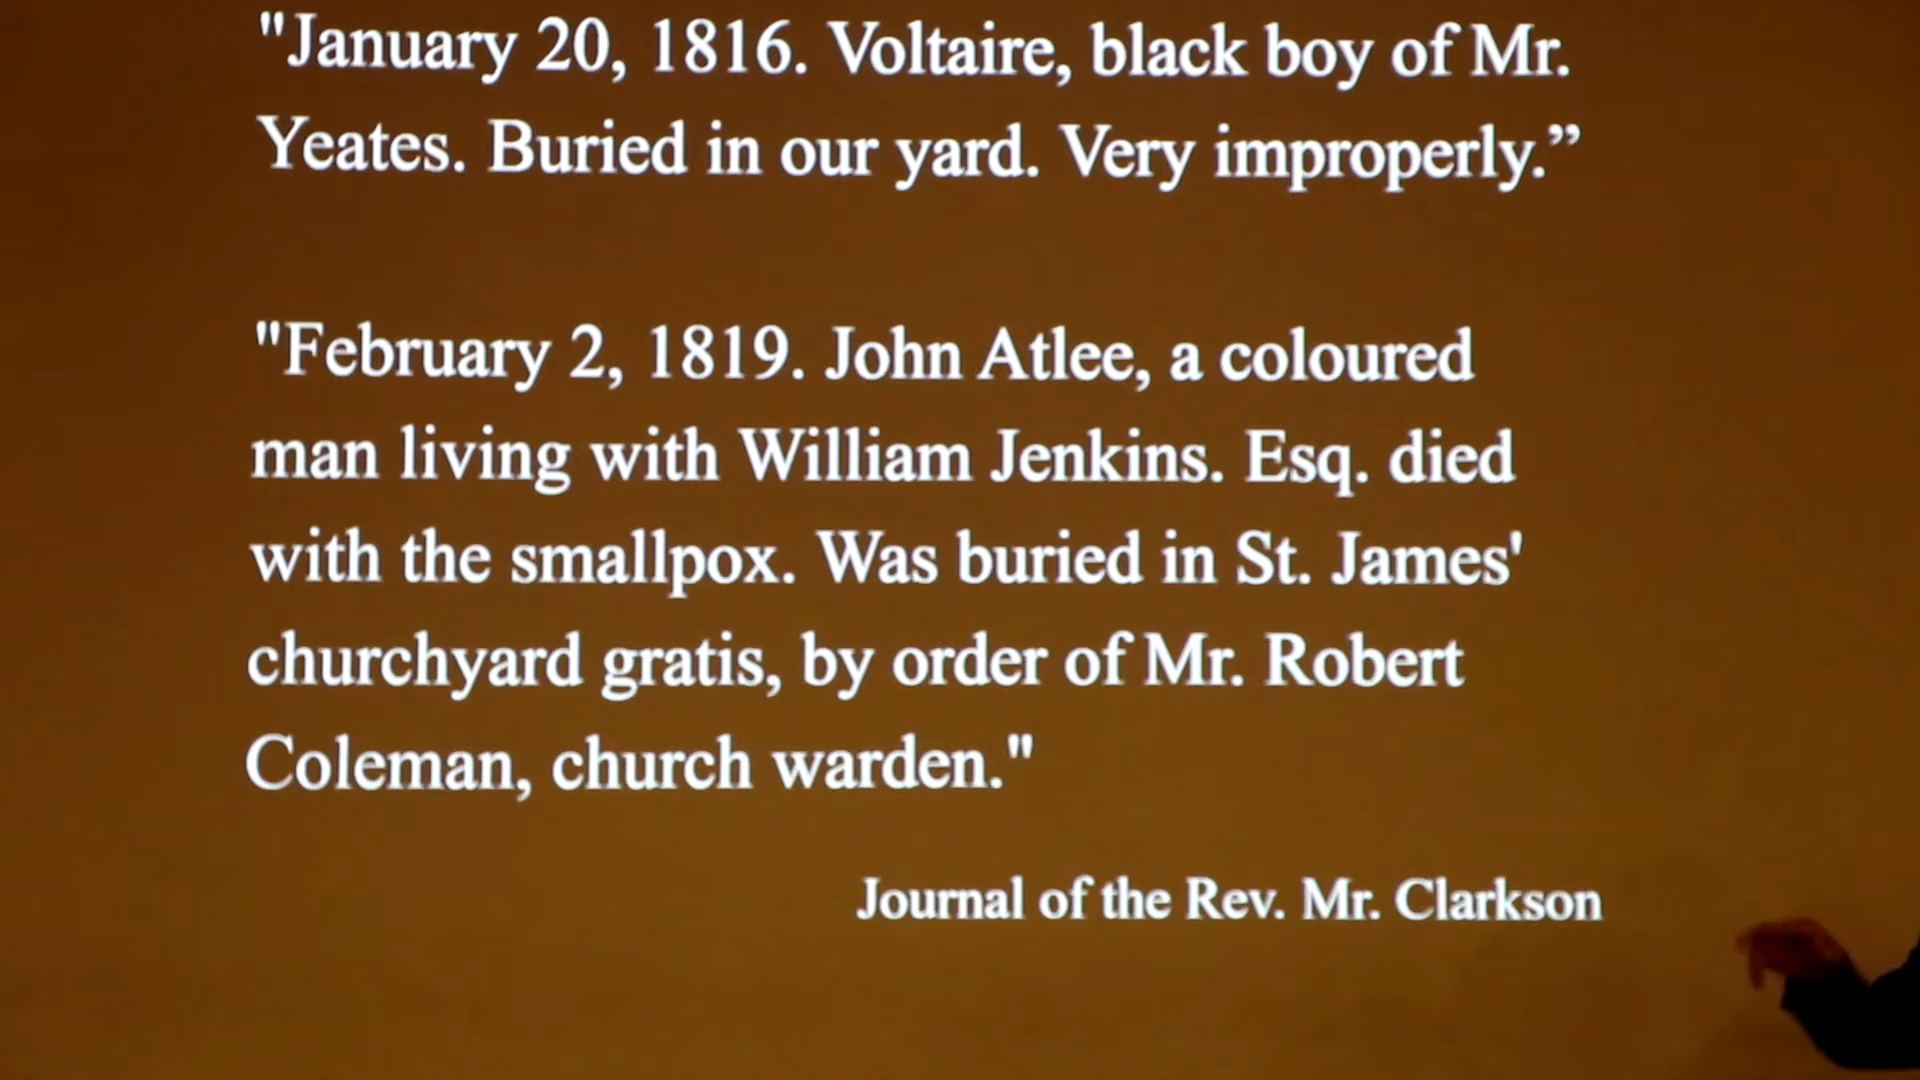 "January 20, 1816. Voltaire, black boy of Mr.
Yeates. Buried in our yard. Very improperly.”
"February 2, 1819. John Atlee, a coloured
man living with William Jenkins. Esq. died
with the smallpox. Was buried in St. James'
churchyard gratis, by order of Mr. Robert
Coleman, church warden."
Journal of the Rev. Mr. Clarkson